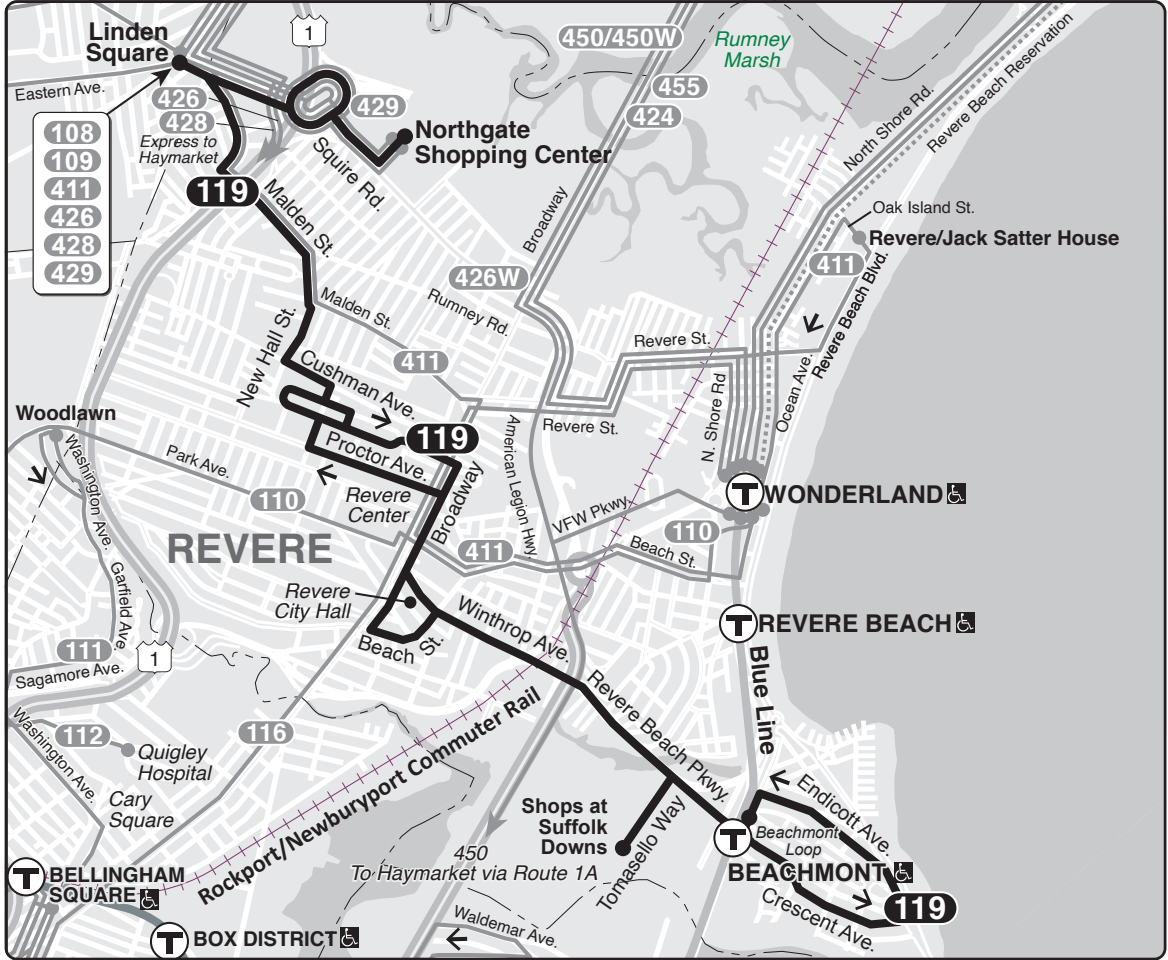 Linden
Square
1
450/450W
Rumney
Marsh
Eastern Ave.
426
429
455
428
424
Express to
Haymarket
Northgate
Shopping Center
Squire Rd.
North Shore Rd.
Revere Beach Reservation
108
109
411
426
428
429
119
Malden St.
Broadway
Oak Island St.
Revere/Jack Satter House
411
Revere Beach Blvd.
426W
Rumney Rd.
Malden St.
New Hall St.
411
Revere St.
Cushman Ave.
N. Shore Rd
Ocean Ave.
Woodlawn
Washington Ave.
Park Ave.
119
Proctor Ave.
American Legion Hwy.
Revere St.
110
Revere
Center
Broadway
T
WONDERLAND
VFW Pkwy.
110
REVERE
411
Beach St.
Garfield Ave.
Revere
City Hall
Winthrop Ave.
Beach St.
T
REVERE BEACH
Blue Line
111
1
Sagamore Ave.
Washington Ave.
112
Quigley
Hospital
116
Cary
Square
Rockport/Newburyport Commuter Rail
Revere Beach Pkwy.
Shops at
Suffolk
Downs
Tomasello Way
Endicott Ave.
T
Beachmont
Loop
BEACHMONT
450
To Haymarket via Route 1A
Crescent Ave.
119
T
BELLINGHAM
SQUARE
T
BOX DISTRICT
Waldemar Ave.